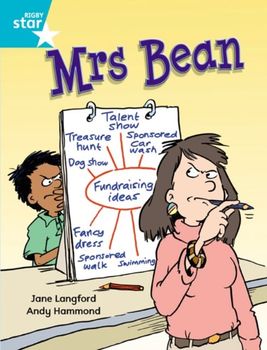 RIGBY
star
Mrs Bean
Talent
show
Treasure
hunt
Sponsored
Car
wash
Dog show
Fundraising
ideas
Fancy
dress
Sponsored
walk
Swimming
Jane Langford
Andy Hammond